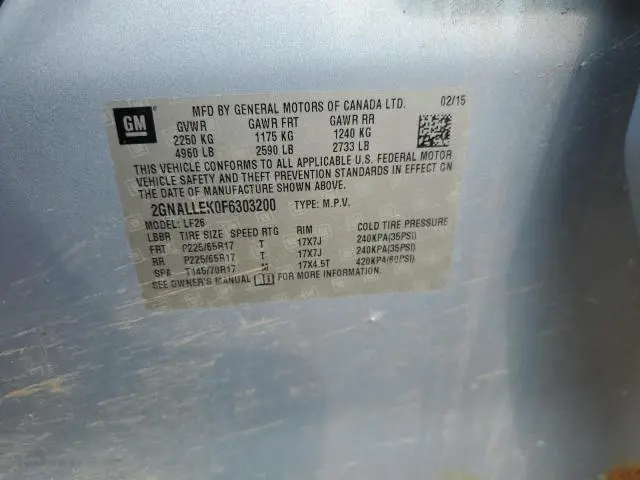 GM
MFD BY GENERAL MOTORS OF CANADA LTD. 02/15
GVWR GAWR FRT GAWR RR
2250 KG 1175 KG 1240 KG
4960 LB 2590 LB 2733 LB
THIS VEHICLE CONFORMS TO ALL APPLICABLE U.S. FEDERAL MOTOR
VEHICLE SAFETY AND THEFT PREVENTION STANDARDS IN EFFECT ON
THE DATE OF MANUFACTURE SHOWN ABOVE.
2GNALLEK0F6303200 TYPE: M.P.V.
MODEL: LF26
LBBR TIRE SIZE SPEED RTG RIM COLD TIRE PRESSURE
FRT P225/65R17 T 17X7J 240KPA(35PSI)
RR P225/65R17 T 17X7J 240KPA(35PSI)
SPA T145/70R17 M 17X4.5T 420KPA(60PSI)
SEE OWNER'S MANUAL FOR MORE INFORMATION.